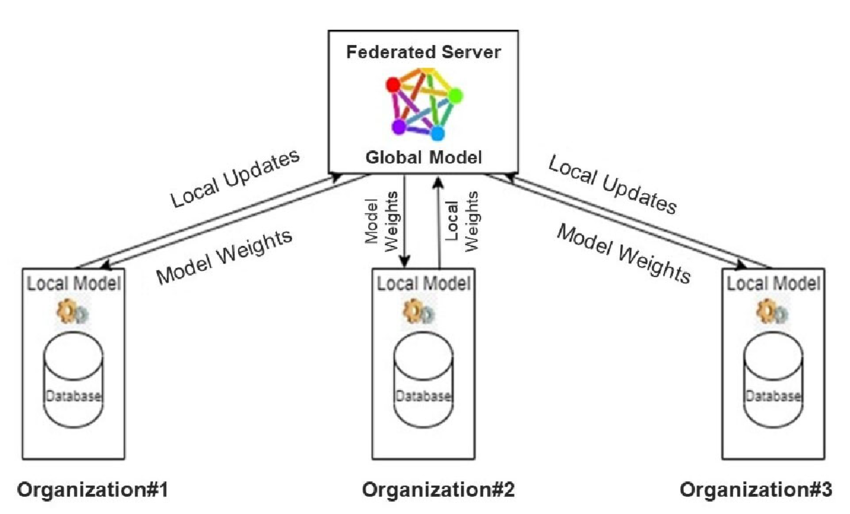 Federated Server
Global Model
Local Updates
Model Weights
Model
Weights
Local
Weights
Local Updates
Model Weights
Local Model
Database
Organization#1
Local Model
Database
Organization#2
Local Model
Database
Organization#3